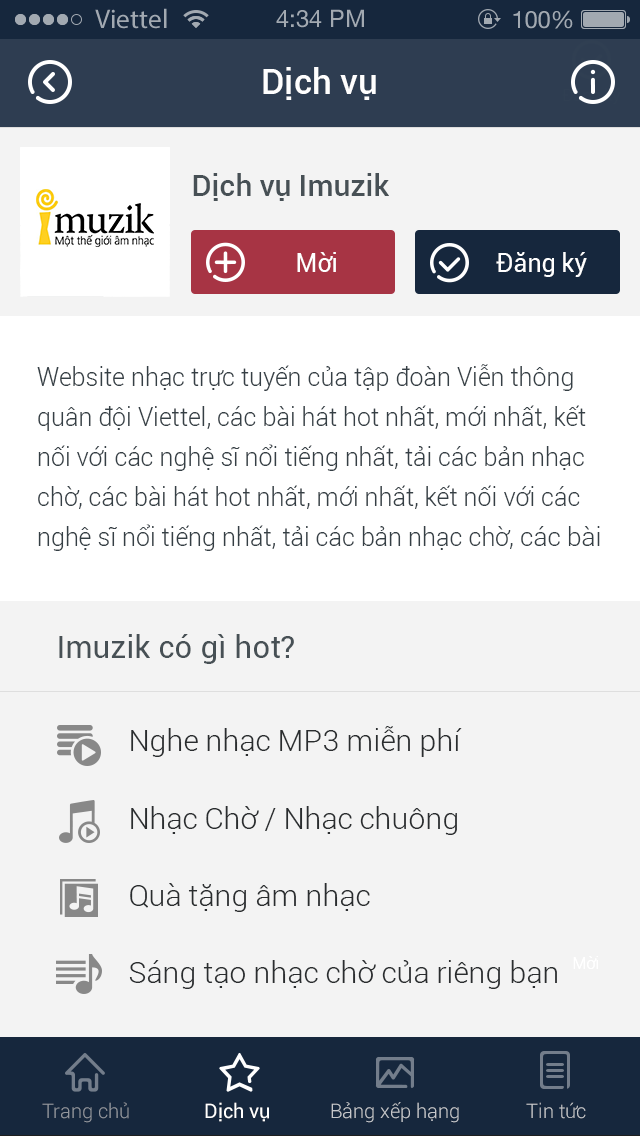 Viettel 4:34 PM 100%
Dịch vụ
imuzik
Một thế giới âm nhạc
Dịch vụ Imuzik
Mời Đăng ký
Website nhạc trực tuyến của tập đoàn Viễn thông
quân đội Viettel, các bài hát hot nhất, mới nhất, kết
nối với các nghệ sĩ nổi tiếng nhất, tải các bản nhạc
chờ, các bài hát hot nhất, mới nhất, kết nối với các
nghệ sĩ nổi tiếng nhất, tải các bản nhạc chờ, các bài
Imuzik có gì hot?
Nghe nhạc MP3 miễn phí
Nhạc Chờ / Nhạc chuông
Quà tặng âm nhạc
Sáng tạo nhạc chờ của riêng bạn Mới
Trang chủ Dịch vụ Bảng xếp hạng Tin tức